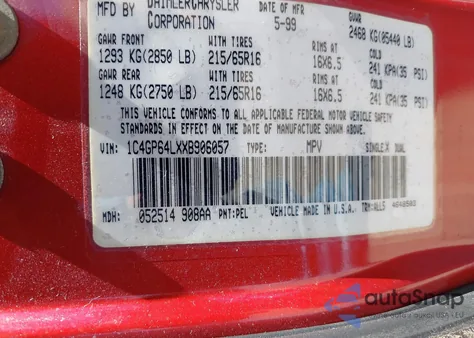 MFD BY DAIMLERCHRYSLER DATE OF MFR GVWR
CORPORATION 5-99 2468 KG(05440 LB)
GAWR FRONT WITH TIRES RIMS AT COLD
1293 KG(2850 LB) 215/65R16 16X6.5 241 KPA(35 PSI)
GAWR REAR WITH TIRES RIMS AT COLD
1248 KG(2750 LB) 215/65R16 16X6.5 241 KPA(35 PSI)
THIS VEHICLE CONFORMS TO ALL APPLICABLE FEDERAL MOTOR VEHICLE SAFETY
STANDARDS IN EFFECT ON THE DATE OF MANUFACTURE SHOWN ABOVE.
VIN: 1C4GP64LXXB906057 TYPE: MPV SINGLE X DUAL
MDH: 052514 908AA PNT:PEL VEHICLE MADE IN U.S.A.
autoSnap